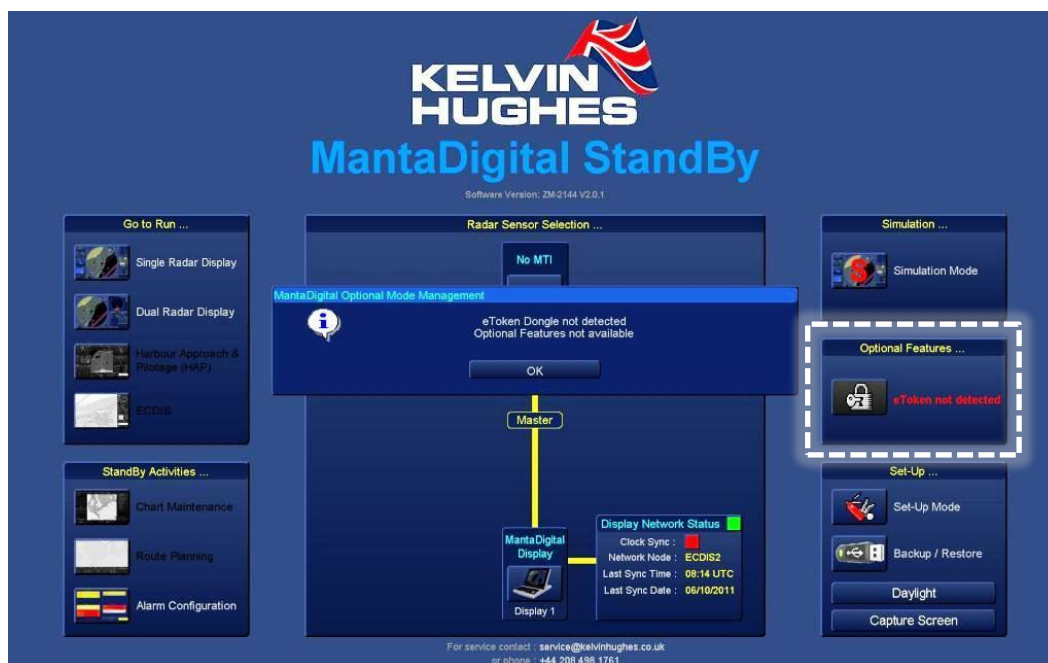 KELVIN
HUGHES
MantaDigital StandBy
Software Version: ZM-2144 V2.0.1
Go to Run ...
Single Radar Display
Dual Radar Display
Harbour Approach &
Pilotage (HAP)
ECDIS
StandBy Activities ...
Chart Maintenance
Route Planning
Alarm Configuration
Radar Sensor Selection ...
No MTI
MantaDigital Optional Mode Management
eToken Dongle not detected
Optional Features not available
OK
Master
MantaDigital
Display
Display 1
Display Network Status
Clock Sync :
Network Node : ECDIS2
Last Sync Time : 08:14 UTC
Last Sync Date : 06/10/2011
Simulation ...
S
Simulation Mode
Optional Features ...
eToken not detected
Set-Up ...
Set-Up Mode
Backup / Restore
Daylight
Capture Screen
For service contact : service@kelvinhughes.co.uk
or phone : +44 208 498 1761